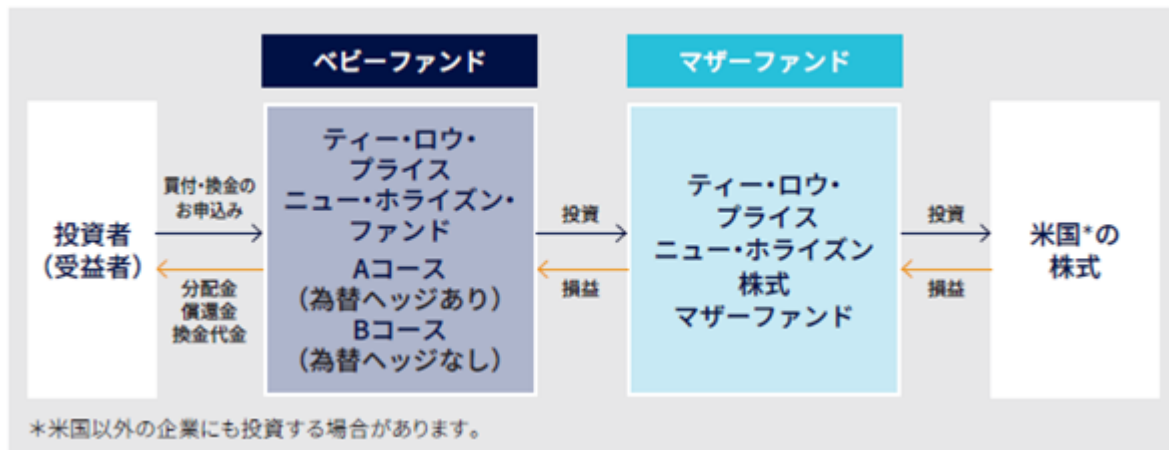 ベビーファンド
マザーファンド
投資者
(受益者)
買付・換金の
お申込み
分配金
償還金
換金代金
ティー・ロウ・
プライス
ニュー・ホライズン・
ファンド
Aコース
(為替ヘッジあり)
Bコース
(為替ヘッジなし)
投資
損益
ティー・ロウ・
プライス
ニュー・ホライズン
株式
マザーファンド
投資
損益
米国*の
株式
*米国以外の企業にも投資する場合があります。